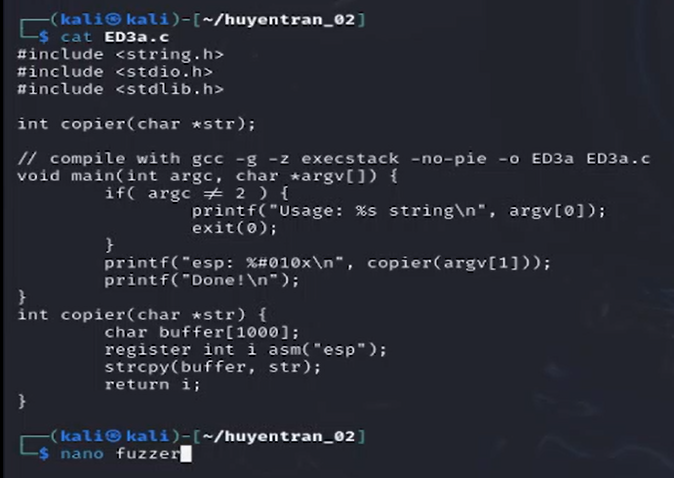 ┌──(kali㉿kali)-[~/huyentran_02]
└─$ cat ED3a.c
#include <string.h>
#include <stdio.h>
#include <stdlib.h>

int copier(char *str);

// compile with gcc -g -z execstack -no-pie -o ED3a ED3a.c
void main(int argc, char *argv[]) {
        if( argc ≠ 2 ) {
                printf("Usage: %s string\n", argv[0]);
                exit(0);
        }
        printf("esp: %#010x\n", copier(argv[1]));
        printf("Done!\n");
}
int copier(char *str) {
        char buffer[1000];
        register int i asm("esp");
        strcpy(buffer, str);
        return i;
}

┌──(kali㉿kali)-[~/huyentran_02]
└─$ nano fuzzer